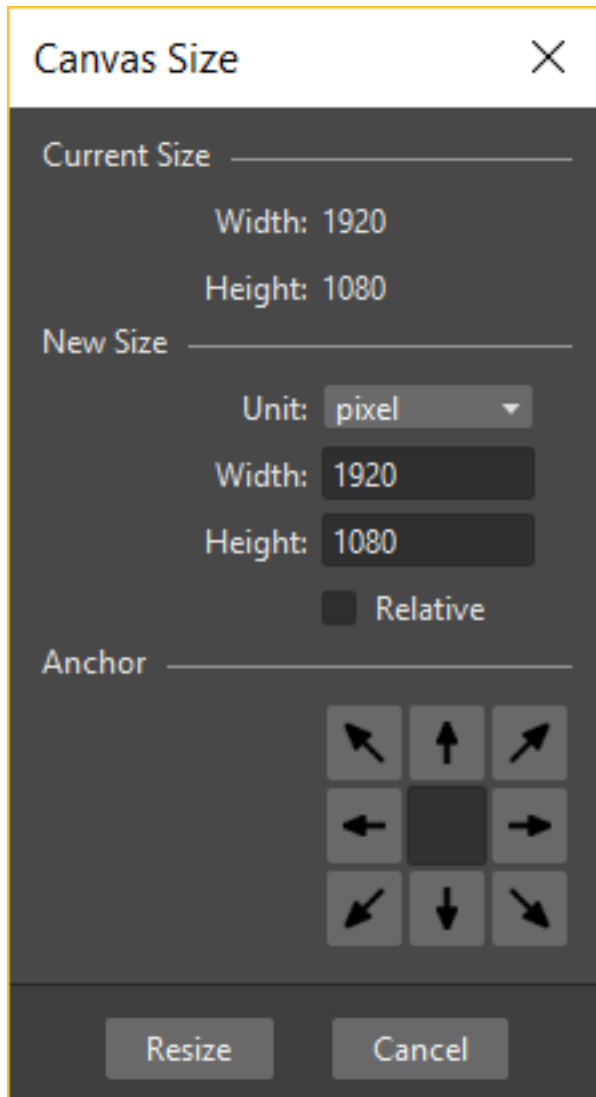 Canvas Size
Current Size
Width: 1920
Height: 1080
New Size
Unit: pixel
Width: 1920
Height: 1080
Relative
Anchor
Resize Cancel